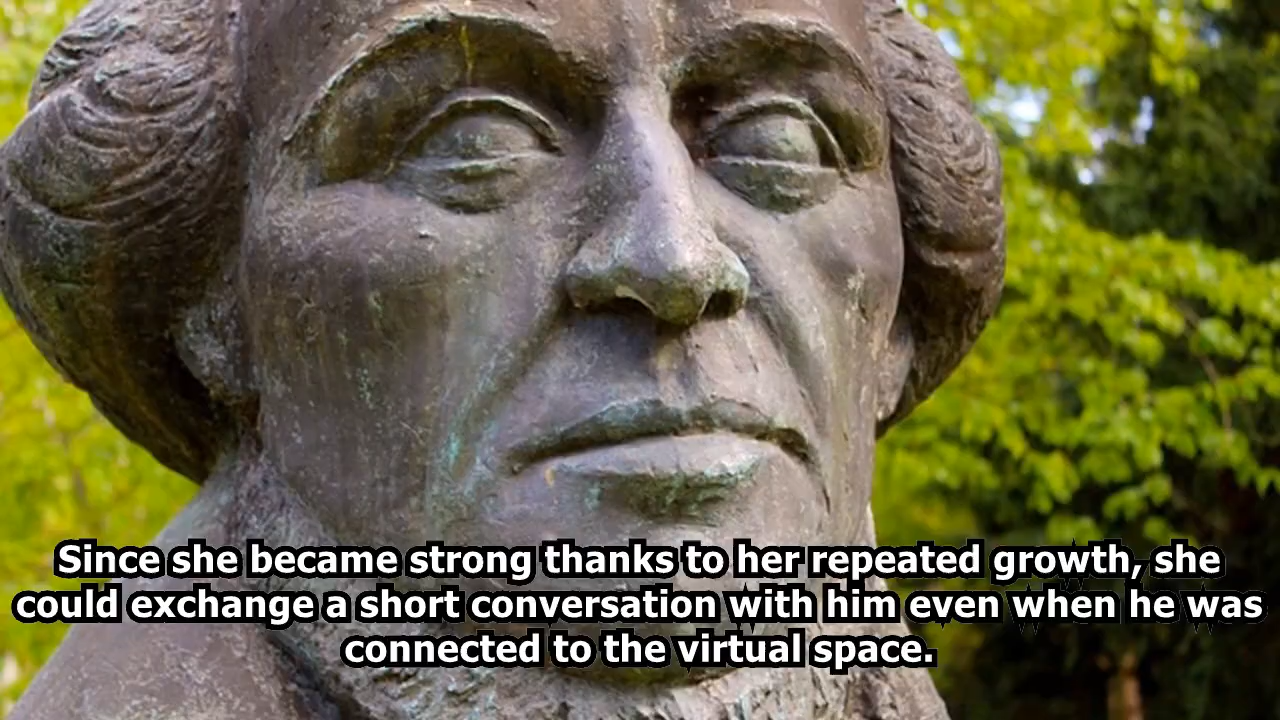 Since she became strong thanks to her repeated growth, she
could exchange a short conversation with him even when he was
connected to the virtual space.